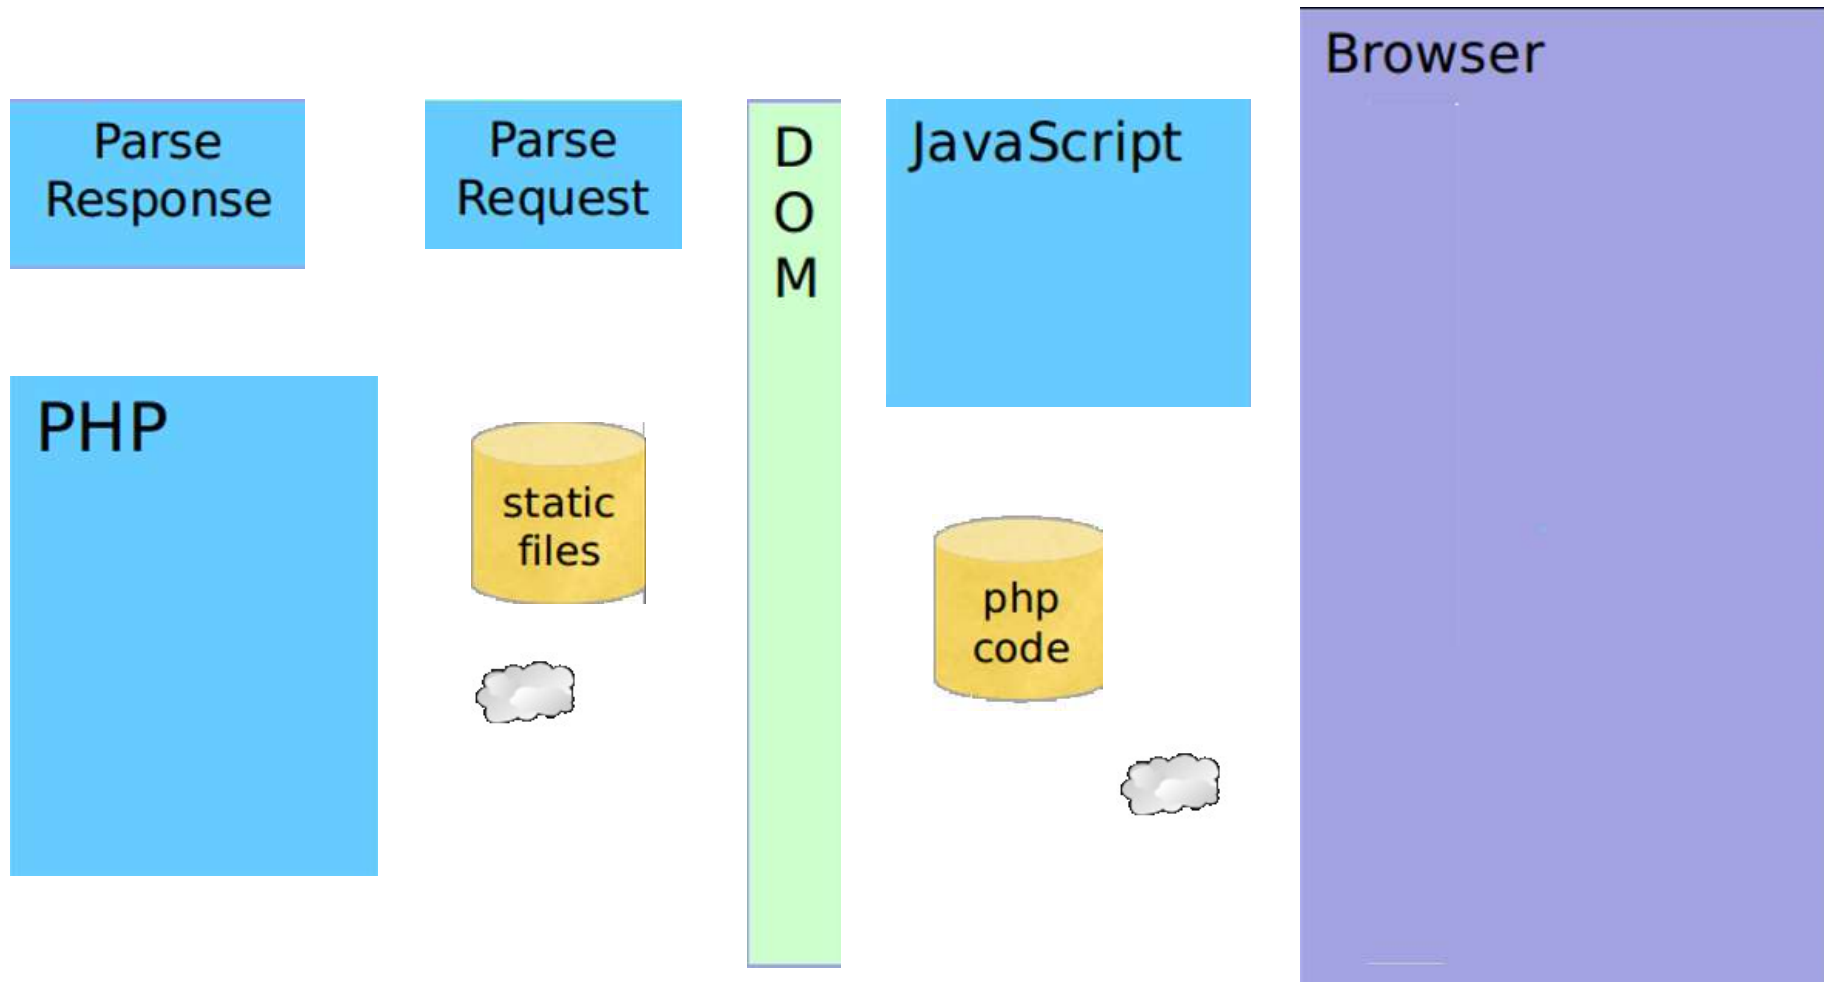 Browser
Parse
Response
Parse
Request
D
O
M
JavaScript
PHP
static
files
php
code